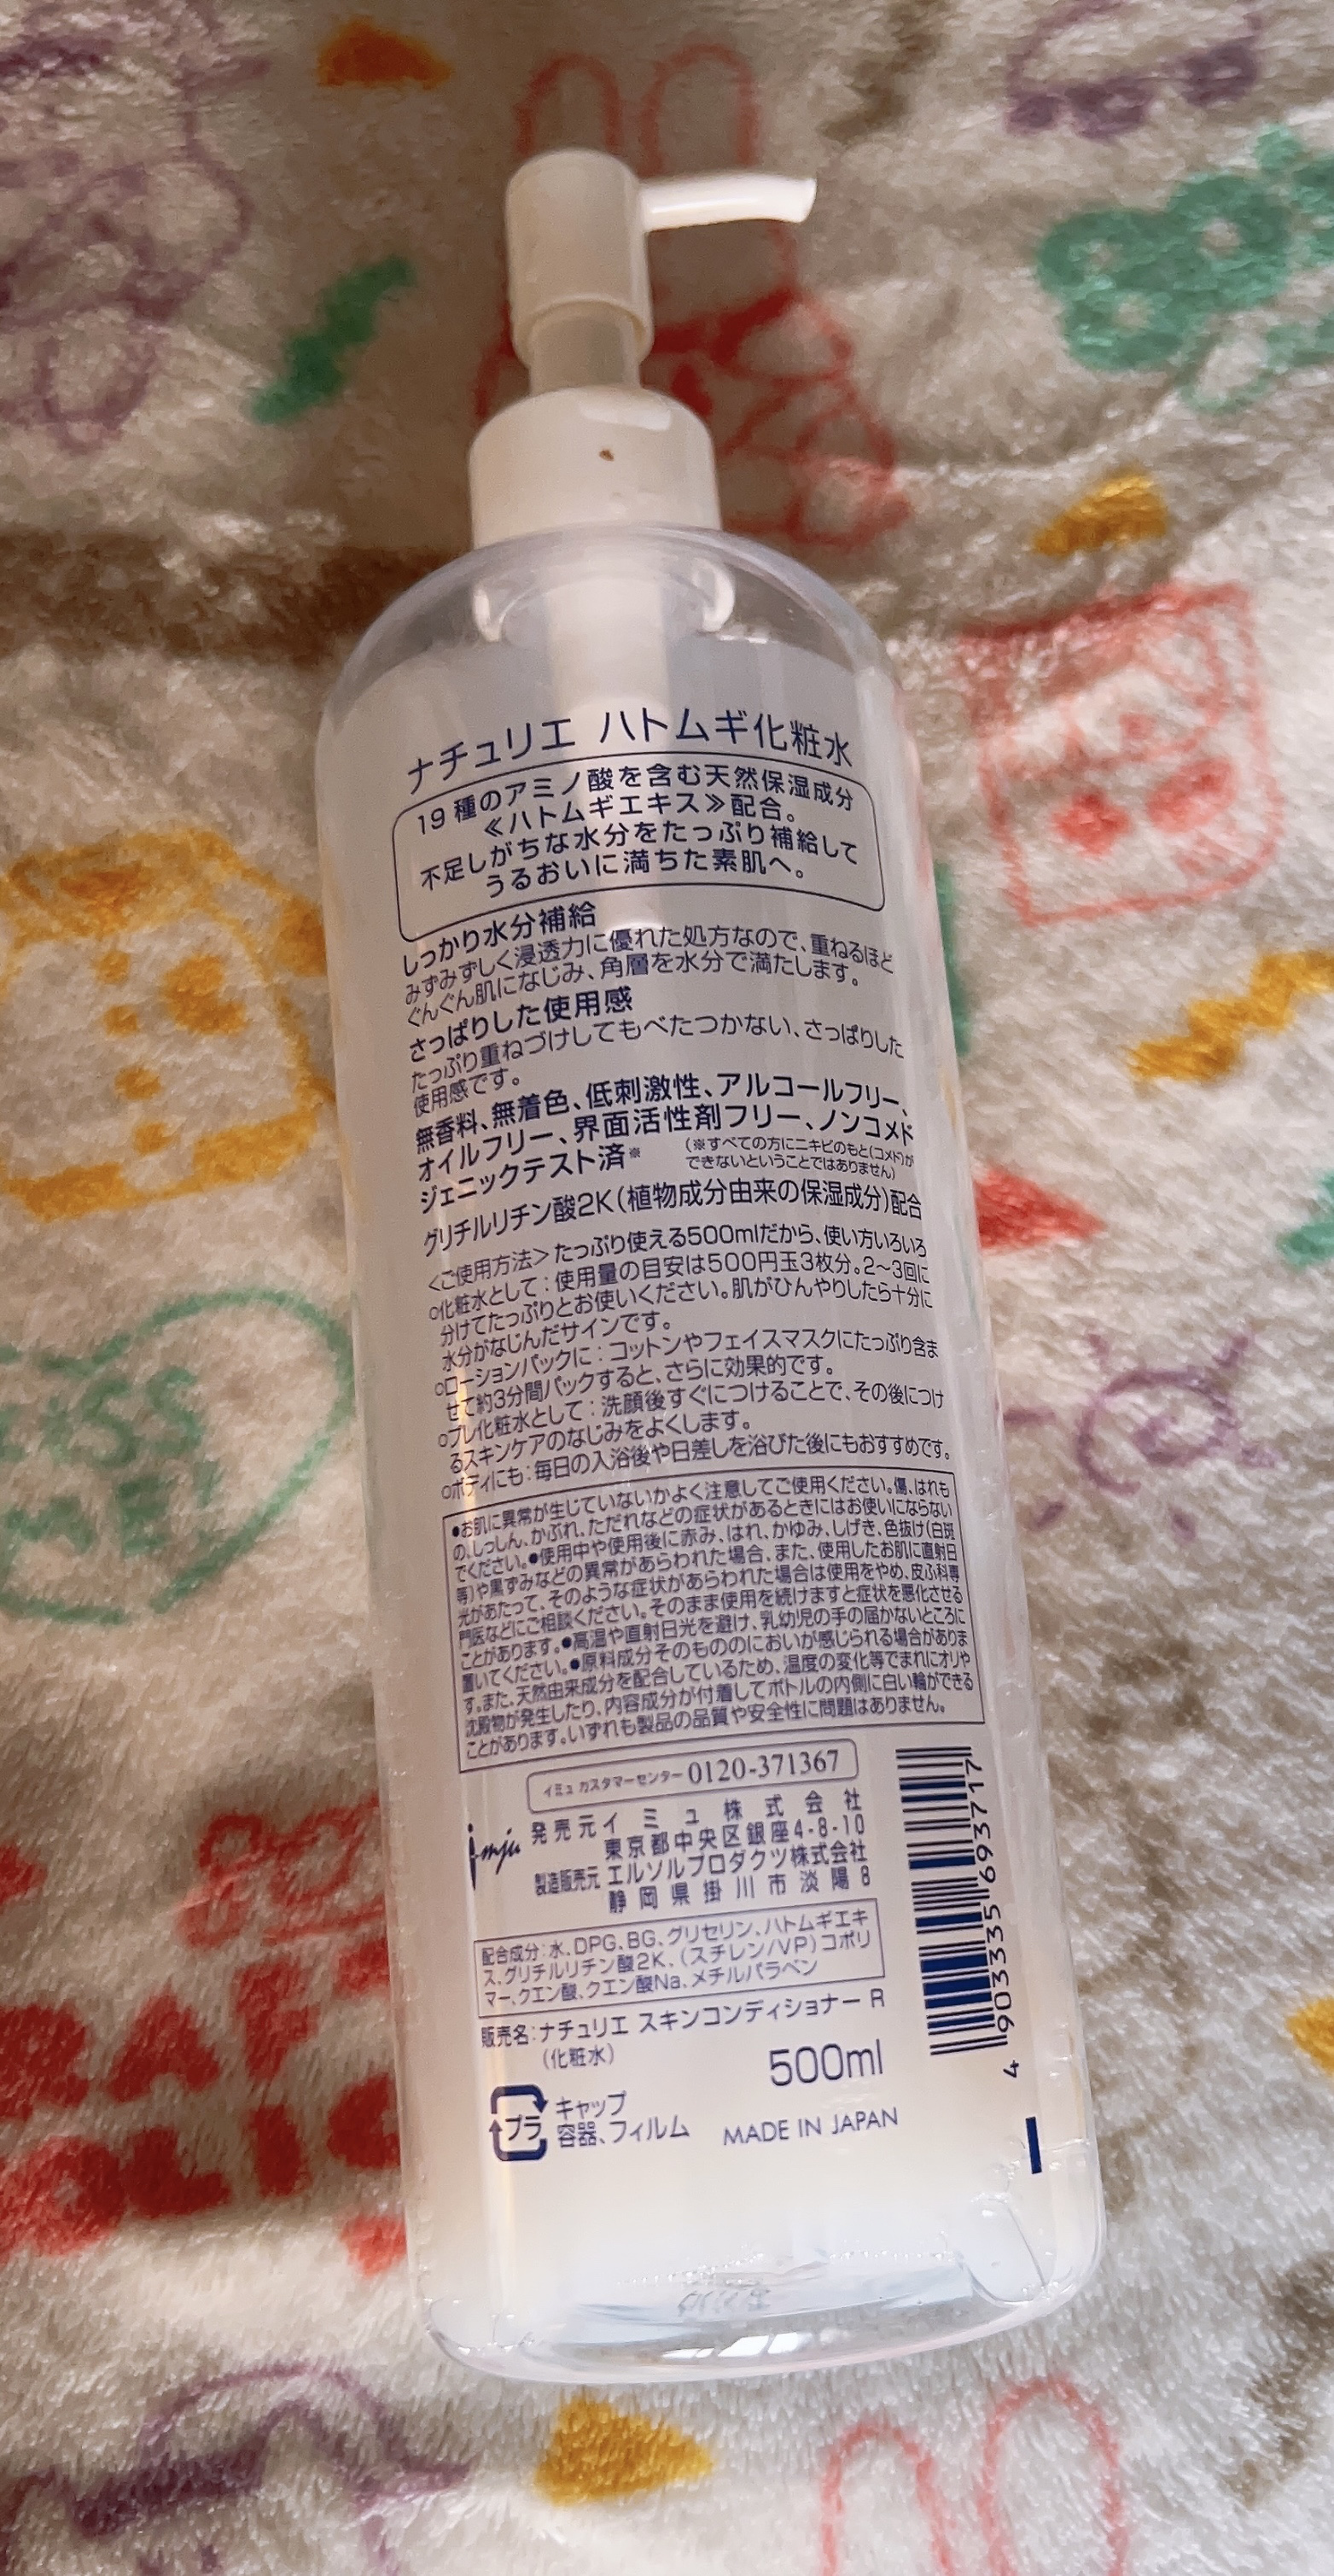 ナチュリエ ハトムギ化粧水
19種のアミノ酸を含む天然保湿成分
≪ハトムギエキス≫配合。
不足しがちな水分をたっぷり補給して
うるおいに満ちた素肌へ。
しっかり水分補給
みずみずしく浸透力に優れた処方なので、重ねるほど
ぐんぐん肌になじみ、角層を水分で満たします。
さっぱりした使用感
たっぷり重ねづけしてもべたつかない、さっぱりした
使用感です。
無香料、無着色、低刺激性、アルコールフリー、
オイルフリー、界面活性剤フリー、ノンコメド
ジェニックテスト済※
(※すべての方にニキビのもと(コメド)が
できないということではありません)
グリチルリチン酸2K(植物成分由来の保湿成分)配合
<ご使用方法>たっぷり使える500mlだから、使い方いろいろ
○化粧水として:使用量の目安は500円玉3枚分。2～3回に
分けてたっぷりとお使いください。肌がひんやりしたら十分に
水分がなじんだサインです。
○ローションパックに:コットンやフェイスマスクにたっぷり含ま
せて約3分間パックすると、さらに効果的です。
○プレ化粧水として:洗顔後すぐにつけることで、その後につけ
るスキンケアのなじみをよくします。
○ボディにも:毎日の入浴後や日差しを浴びた後にもおすすめです。
●お肌に異常が生じていないかよく注意してご使用ください。傷、はれも
の、しっしん、かぶれ、ただれなどの症状があるときにはお使いにならない
でください。●使用中や使用後に赤み、はれ、かゆみ、しげき、色抜け(白斑
等)や黒ずみなどの異常があらわれた場合、また、使用したお肌に直射日
光があたって、そのような症状があらわれた場合は使用をやめ、皮ふ科専
門医などにご相談ください。そのまま使用を続けますと症状を悪化させる
ことがあります。●高温や直射日光を避け、乳幼児の手の届かないところに
置いてください。●原料成分そのもののにおいが感じられる場合がありま
す。また、天然由来成分を配合しているため、温度の変化等でまれにオリや
沈殿物が発生したり、内容成分が付着してボトルの内側に白い輪ができる
ことがあります。いずれも製品の品質や安全性に問題はありません。
イミュ カスタマーセンター 0120-371367
imju
発売元 イミュ株式会社
東京都中央区銀座4-8-10
製造販売元 エルソルプロダクツ株式会社
静岡県掛川市淡陽8
配合成分:水、DPG、BG、グリセリン、ハトムギエキ
ス、グリチルリチン酸2K、(スチレン/VP)コポリ
マー、クエン酸、クエン酸Na、メチルパラベン
販売名:ナチュリエ スキンコンディショナー R
(化粧水)
500ml
プラ
キャップ
容器、フィルム
MADE IN JAPAN
4 903335 693717